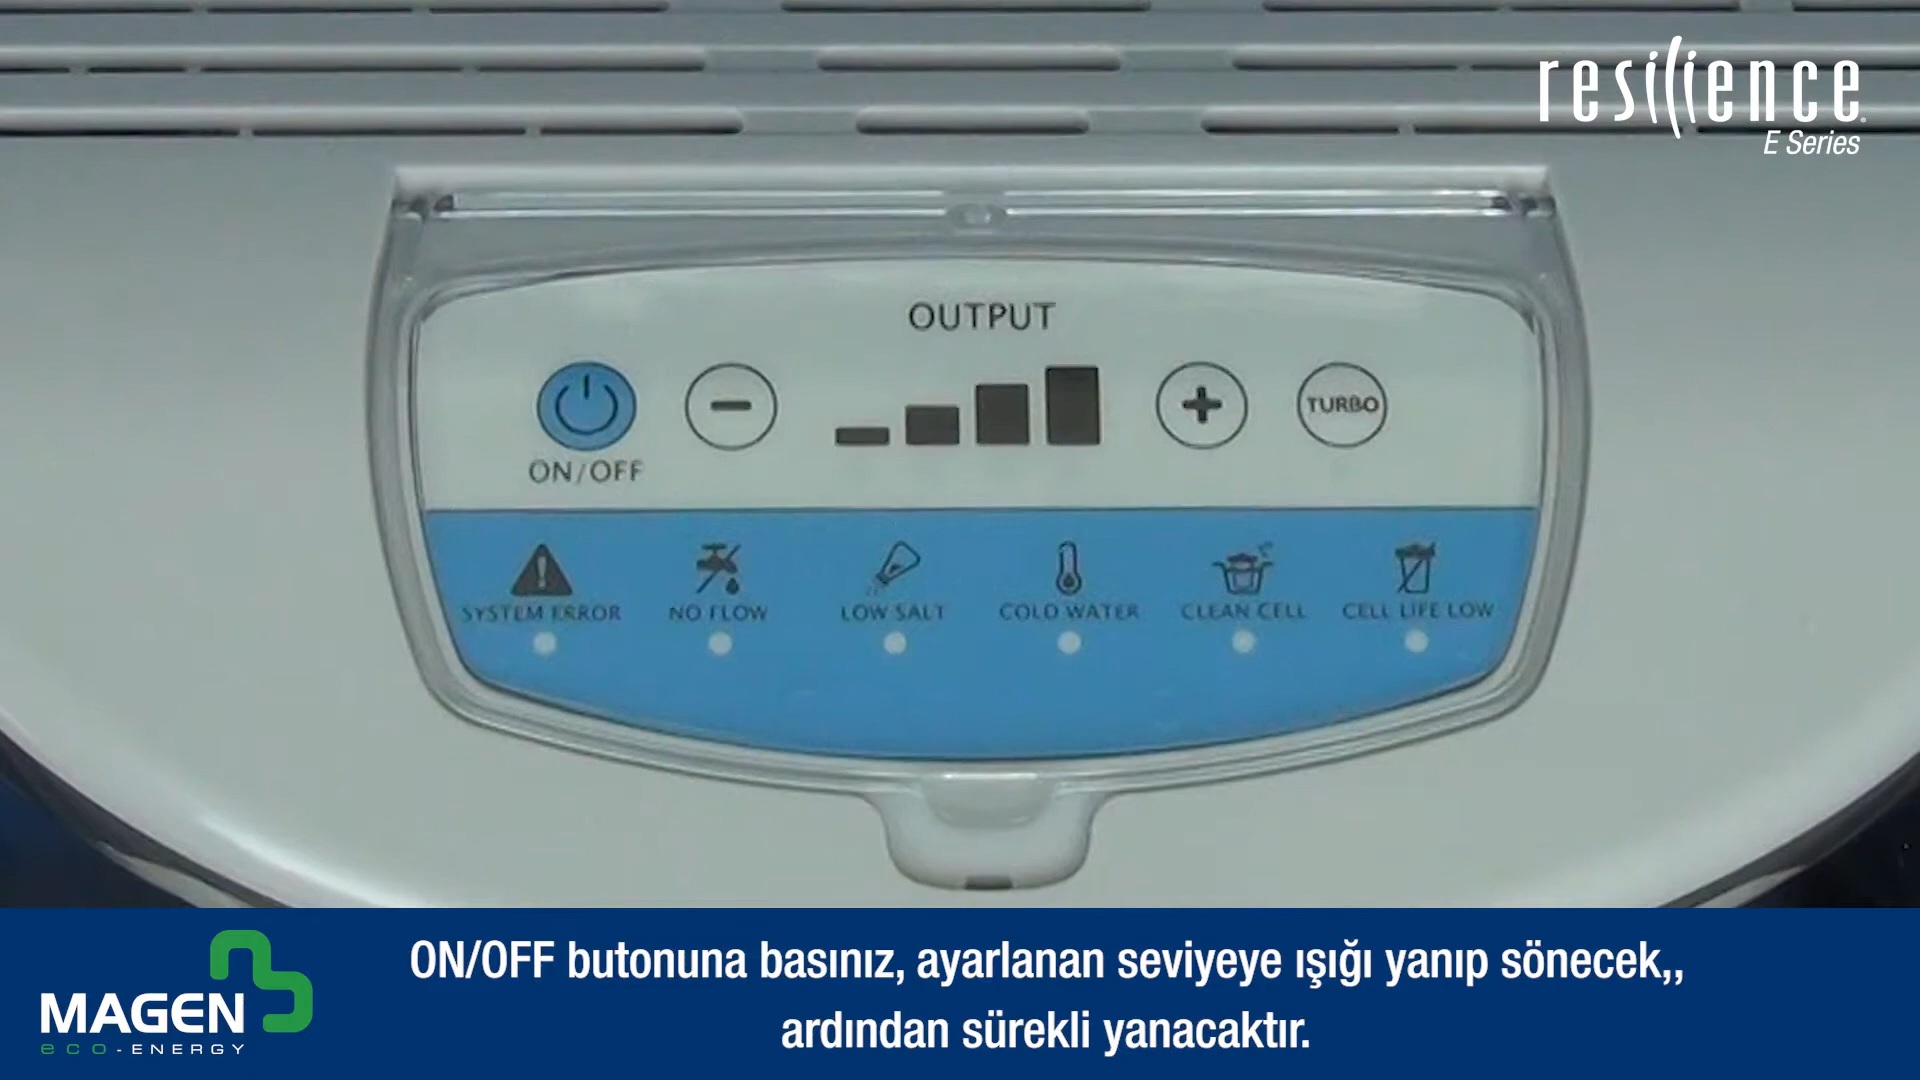 resilience
E Series
OUTPUT
TURBO
ON/OFF
SYSTEM ERROR
NO FLOW
LOW SALT
COLD WATER
CLEAN CELL
CELL LIFE LOW
MAGEN
eco-ENERGY
ON/OFF butonuna basınız, ayarlanan seviyeye ışığı yanıp sönecek,,
ardından sürekli yanacaktır.